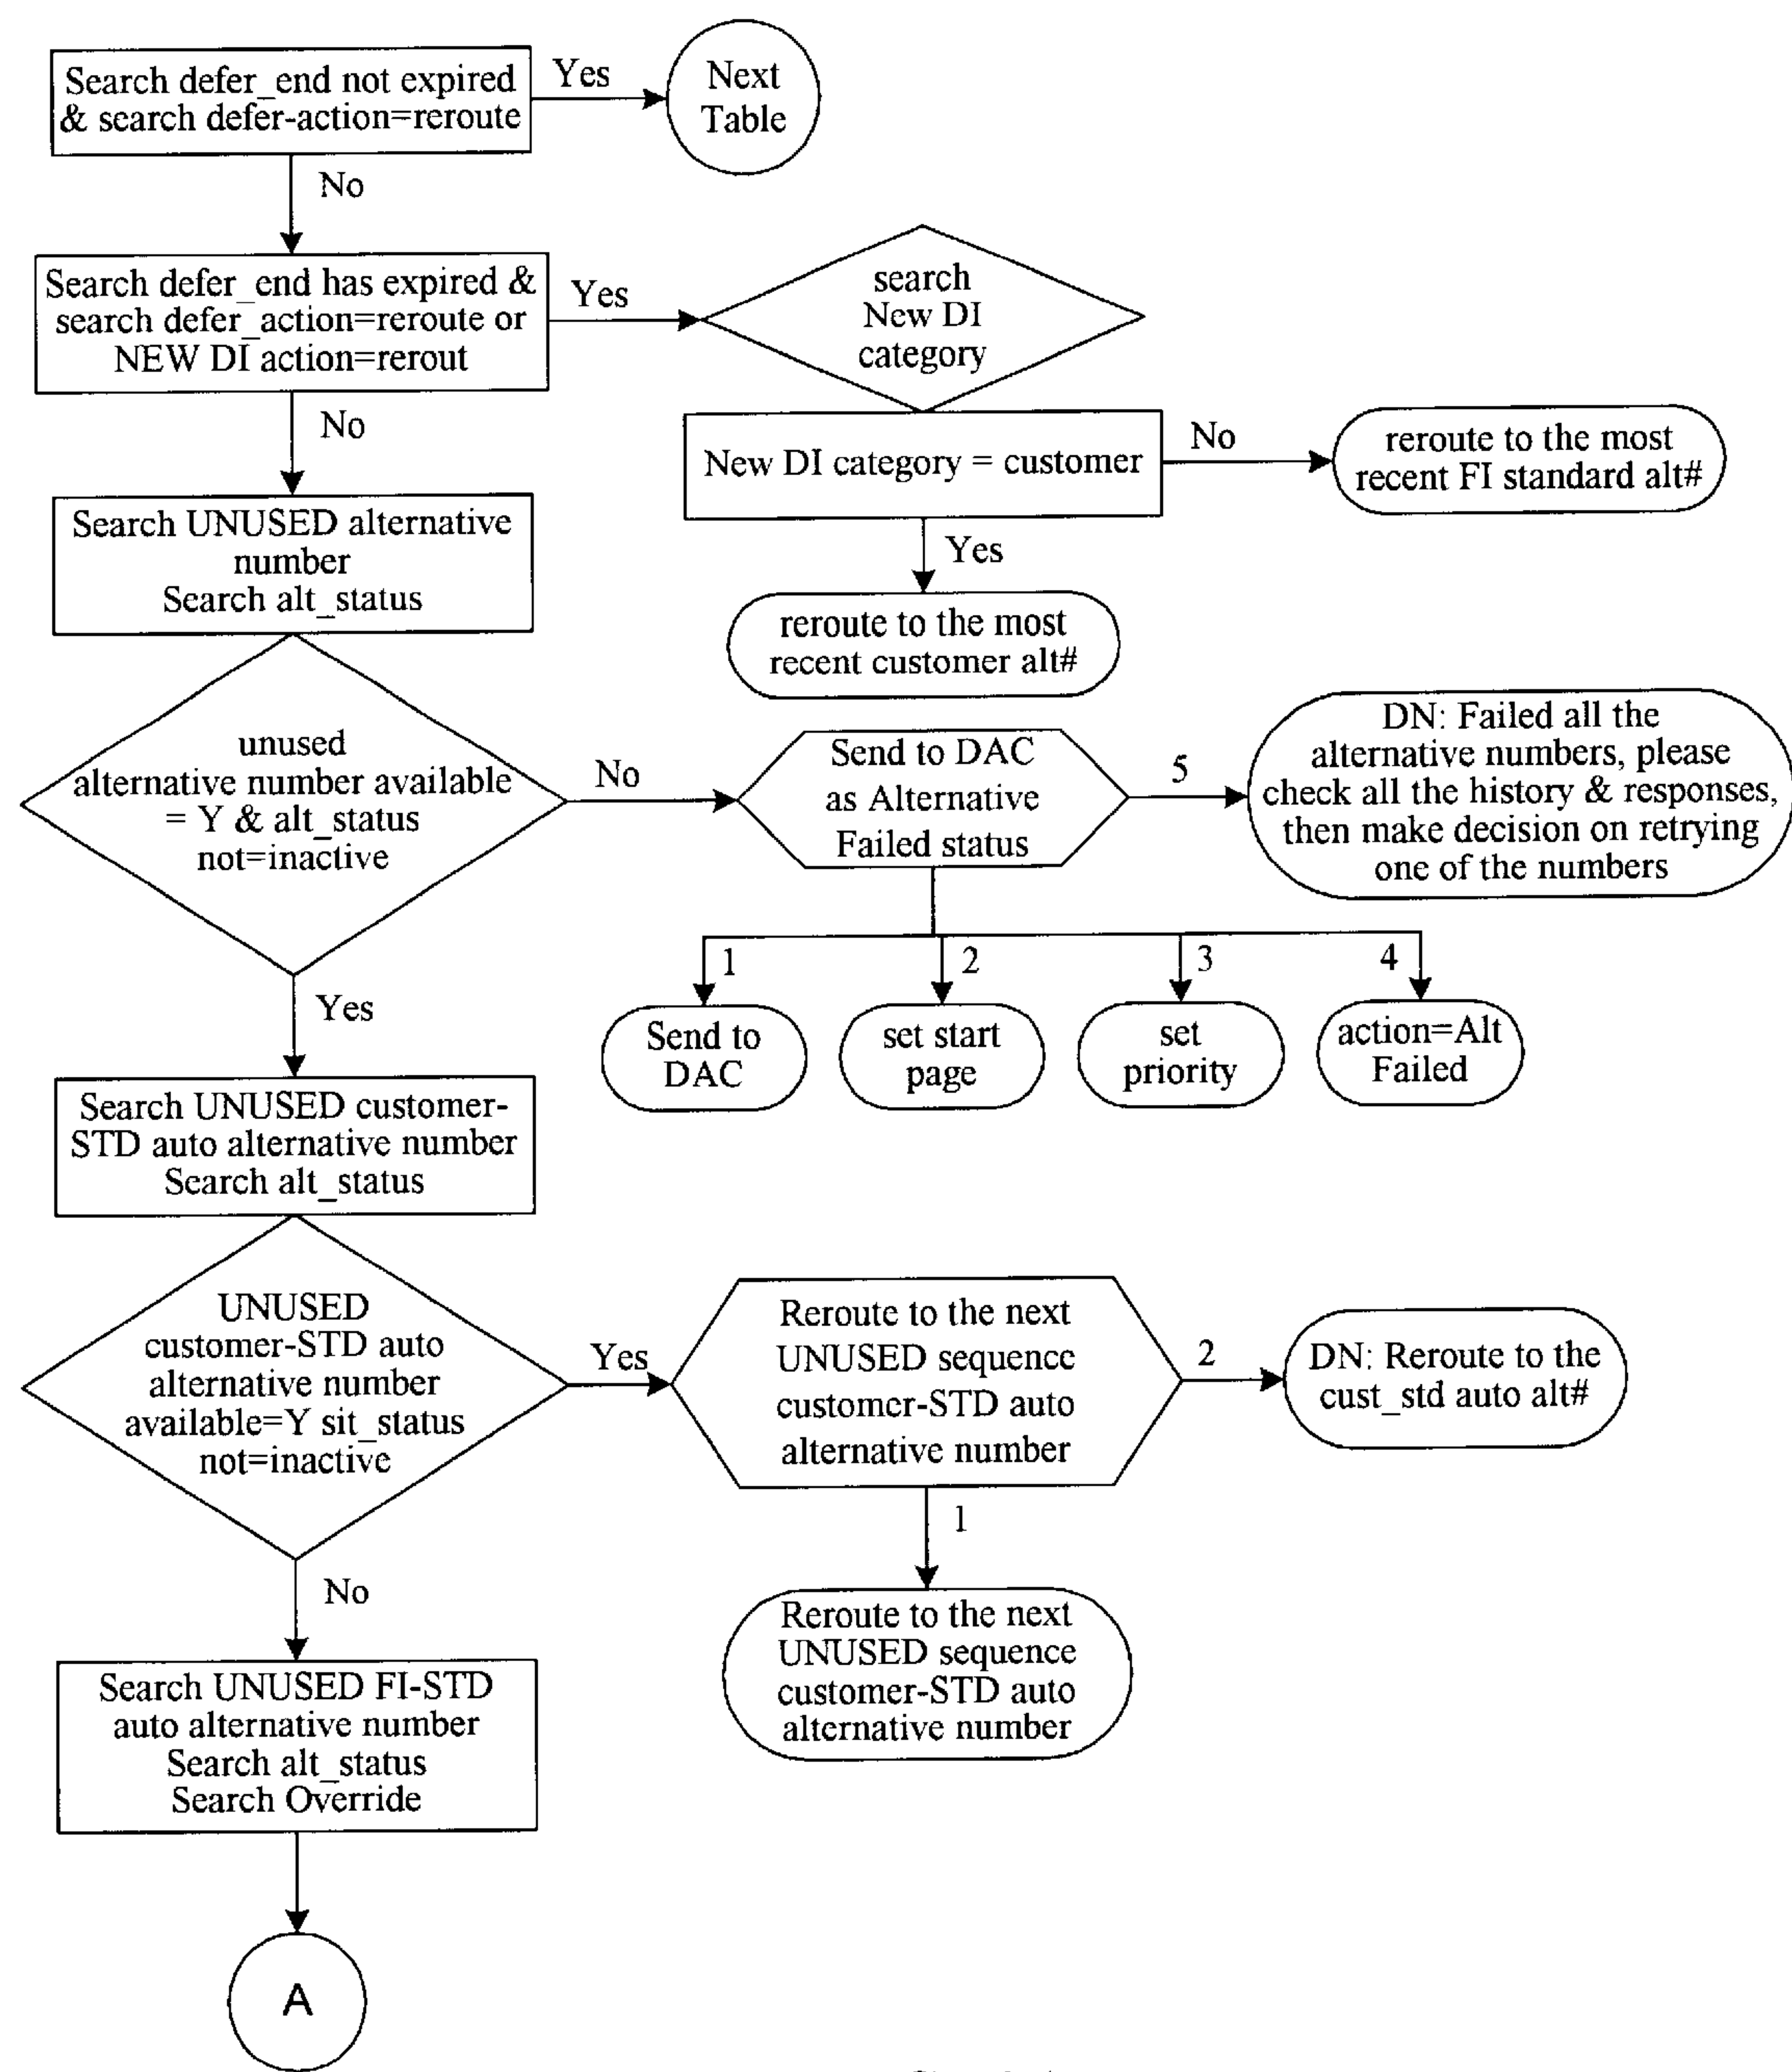 Search defer_end not expired
& search defer-action=reroute
Yes
Next
Table
No
Search defer_end has expired &
search defer_action=reroute or
NEW DI action=rerout
Yes
search
New DI
category
No
New DI category = customer
No
reroute to the most
recent FI standard alt#
Yes
reroute to the most
recent customer alt#
Search UNUSED alternative
number
Search alt_status
unused
alternative number available
= Y & alt_status
not=inactive
No
Send to DAC
as Alternative
Failed status
5
DN: Failed all the
alternative numbers, please
check all the history & responses,
then make decision on retrying
one of the numbers
1
2
3
4
Send to
DAC
set start
page
set
priority
action=Alt
Failed
Yes
Search UNUSED customer-
STD auto alternative number
Search alt_status
UNUSED
customer-STD auto
alternative number
available=Y sit_status
not=inactive
Yes
Reroute to the next
UNUSED sequence
customer-STD auto
alternative number
2
DN: Reroute to the
cust_std auto alt#
1
Reroute to the next
UNUSED sequence
customer-STD auto
alternative number
No
Search UNUSED FI-STD
auto alternative number
Search alt_status
Search Override
A